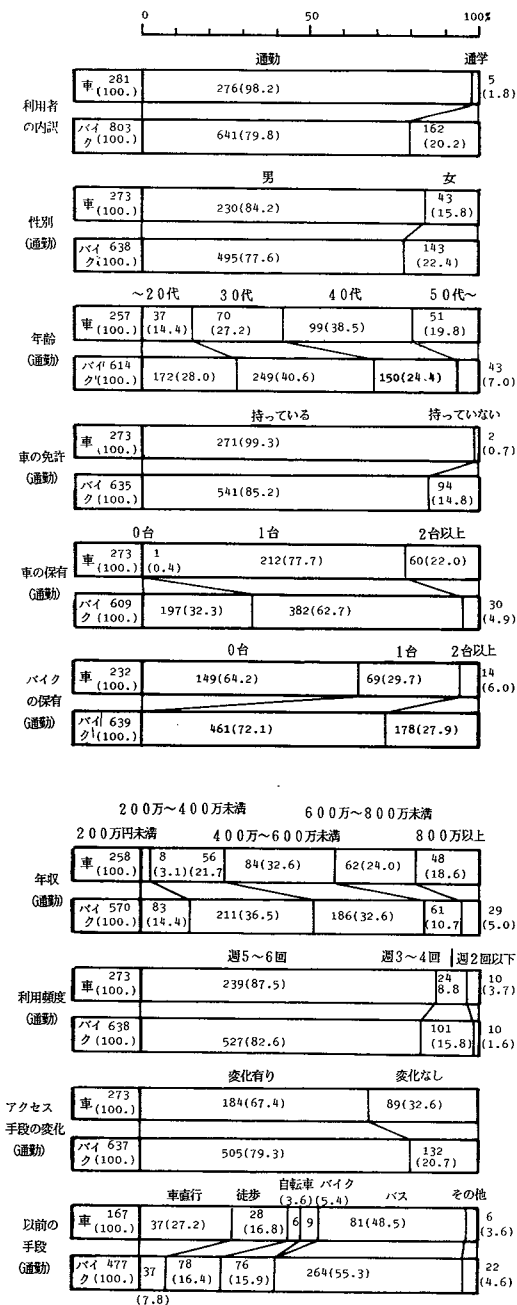 0 50 100%
通勤 通学
利用者の内訳
車 281 (100.) 276(98.2) 5 (1.8)
バイク 803 (100.) 641(79.8) 162 (20.2)
男 女
性別 (通勤)
車 273 (100.) 230(84.2) 43 (15.8)
バイク 638 (100.) 495(77.6) 143 (22.4)
～20代 30代 40代 50代～
年齢 (通勤)
車 257 (100.) 37 (14.4) 70 (27.2) 99(38.5) 51 (19.8)
バイク 614 (100.) 172(28.0) 249(40.6) 150(24.4) 43 (7.0)
持っている 持っていない
車の免許 (通勤)
車 273 (100.) 271(99.3) 2 (0.7)
バイク 635 (100.) 541(85.2) 94 (14.8)
0台 1台 2台以上
車の保有 (通勤)
車 273 (100.) 1 (0.4) 212(77.7) 60(22.0)
バイク 609 (100.) 197(32.3) 382(62.7) 30 (4.9)
0台 1台 2台以上
バイクの保有 (通勤)
車 232 (100.) 149(64.2) 69(29.7) 14 (6.0)
バイク 639 (100.) 461(72.1) 178(27.9)
200万～400万未満 600万～800万未満
200万円未満 400万～600万未満 800万以上
年収 (通勤)
車 258 (100.) 8 (3.1) 56 (21.7 84(32.6) 62(24.0) 48 (18.6)
バイク 570 (100.) 83 (14.4) 211(36.5) 186(32.6) 61 (10.7 29 (5.0)
週5～6回 週3～4回 週2回以下
利用頻度 (通勤)
車 273 (100.) 239(87.5) 24 8.8 10 (3.7)
バイク 638 (100.) 527(82.6) 101 (15.8) 10 (1.6)
変化有り 変化なし
アクセス手段の変化 (通勤)
車 273 (100.) 184(67.4) 89(32.6)
バイク 637 (100.) 505(79.3) 132 (20.7)
自転車 バイク
車直行 徒歩 (3.6) (5.4) バス その他
以前の手段 (通勤)
車 167 (100.) 37(27.2) 28 (16.8) 6 9 81(48.5) 6 (3.6)
バイク 477 (100.) 37 78 (16.4) 76 (15.9) 264(55.3) 22 (4.6)
(7.8)